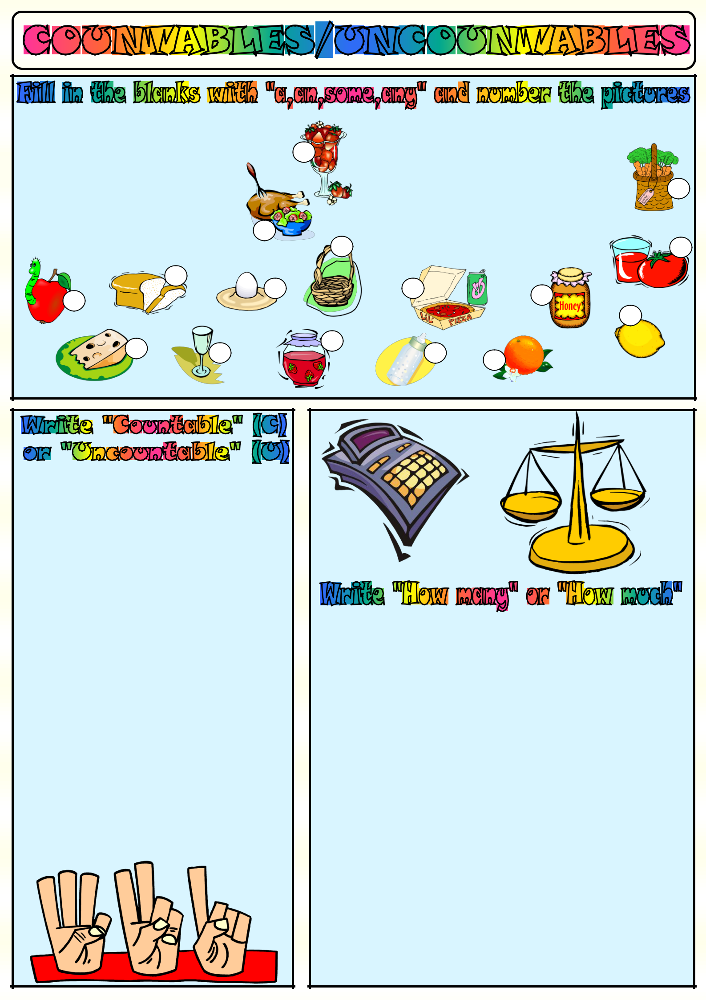 COUNTABLES/UNCOUNTABLES
Fill in the blanks with "a,an,some,any" and number the pictures
Honey
LiL' PIZZA
Write "Countable" (C)
or "Uncountable" (U)
Write "How many" or "How much"